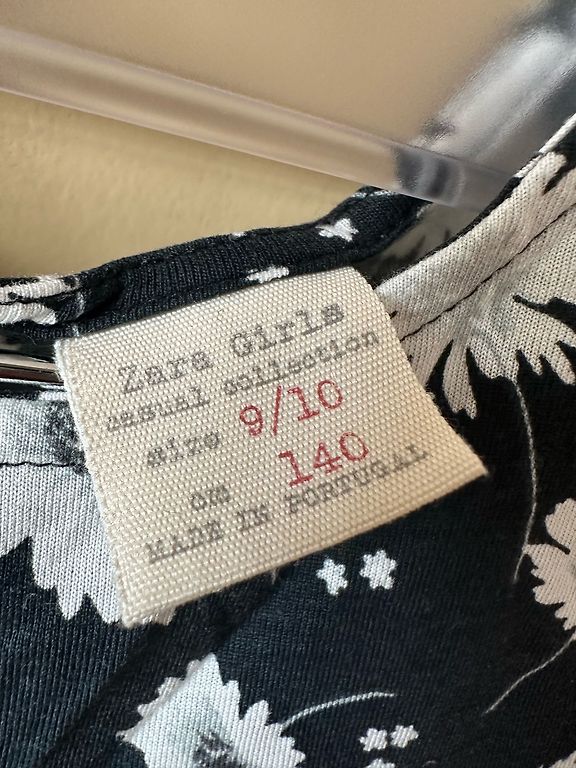 Zara Girls
casual collection
size 9/10
cm 140
MADE IN PORTUGAL